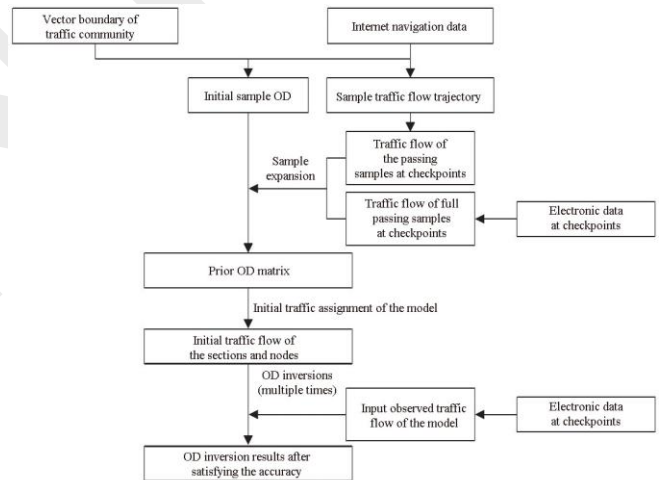 Vector boundary of
traffic community
Internet navigation data
Initial sample OD
Sample traffic flow trajectory
Sample
expansion
Traffic flow of
the passing
samples at checkpoints
Traffic flow of full
passing samples
at checkpoints
Electronic data
at checkpoints
Prior OD matrix
Initial traffic assignment of the model
Initial traffic flow of
the sections and nodes
OD inversions
(multiple times)
Input observed traffic
flow of the model
Electronic data
at checkpoints
OD inversion results after
satisfying the accuracy